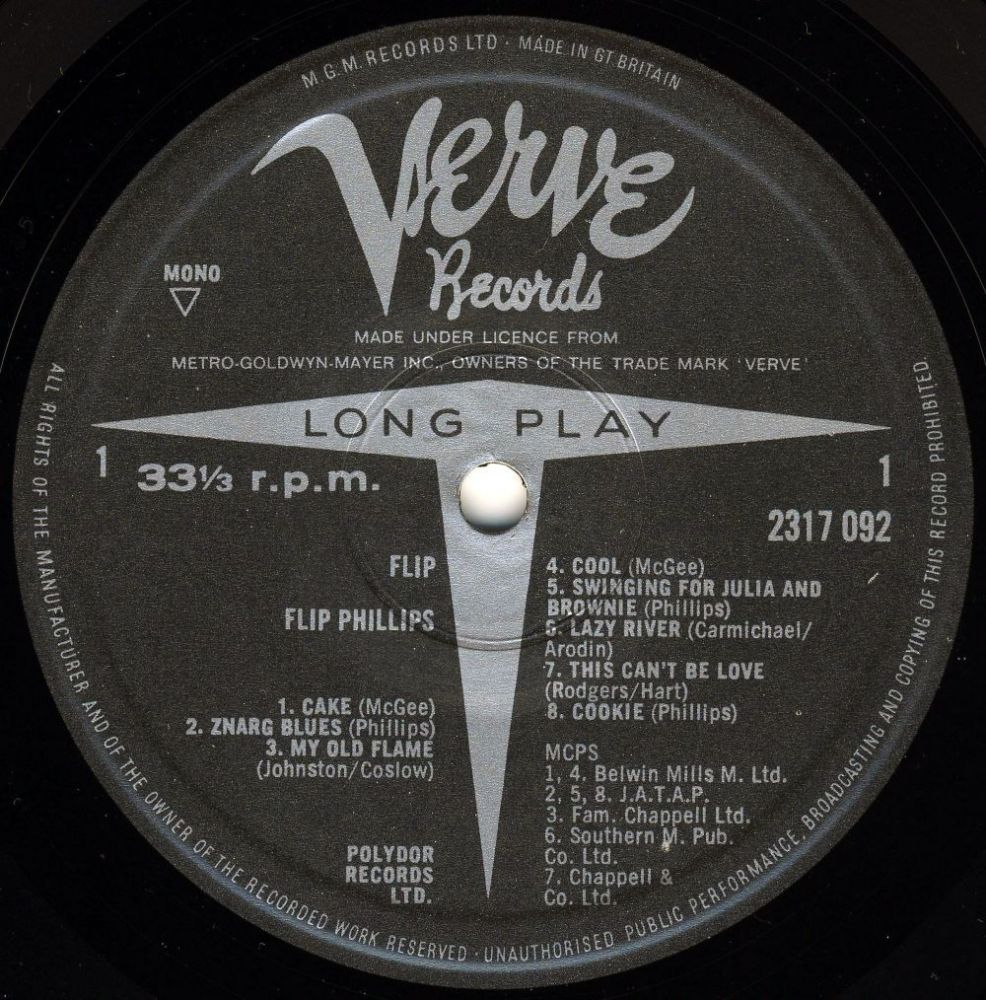 M.G.M RECORDS LTD · MADE IN GT. BRITAIN
Verve
Records
MONO
MADE UNDER LICENCE FROM
METRO-GOLDWYN-MAYER INC., OWNERS OF THE TRADE MARK 'VERVE'
LONG PLAY
1
33⅓ r.p.m.
1
2317 092
FLIP
FLIP PHILLIPS
1. CAKE (McGee)
2. ZNARG BLUES (Phillips)
3. MY OLD FLAME
(Johnston/Coslow)
4. COOL (McGee)
5. SWINGING FOR JULIA AND
BROWNIE (Phillips)
6. LAZY RIVER (Carmichael/
Arodin)
7. THIS CAN'T BE LOVE
(Rodgers/Hart)
8. COOKIE (Phillips)
MCPS
1, 4. Belwin Mills M. Ltd.
2, 5, 8. J.A.T.A.P.
3. Fam. Chappell Ltd.
6. Southern M. Pub.
Co. Ltd.
7. Chappell &
Co. Ltd.
POLYDOR
RECORDS
LTD.
ALL RIGHTS OF THE MANUFACTURER AND OF THE OWNER OF THE RECORDED WORK RESERVED · UNAUTHORISED PUBLIC PERFORMANCE, BROADCASTING AND COPYING OF THIS RECORD PROHIBITED.